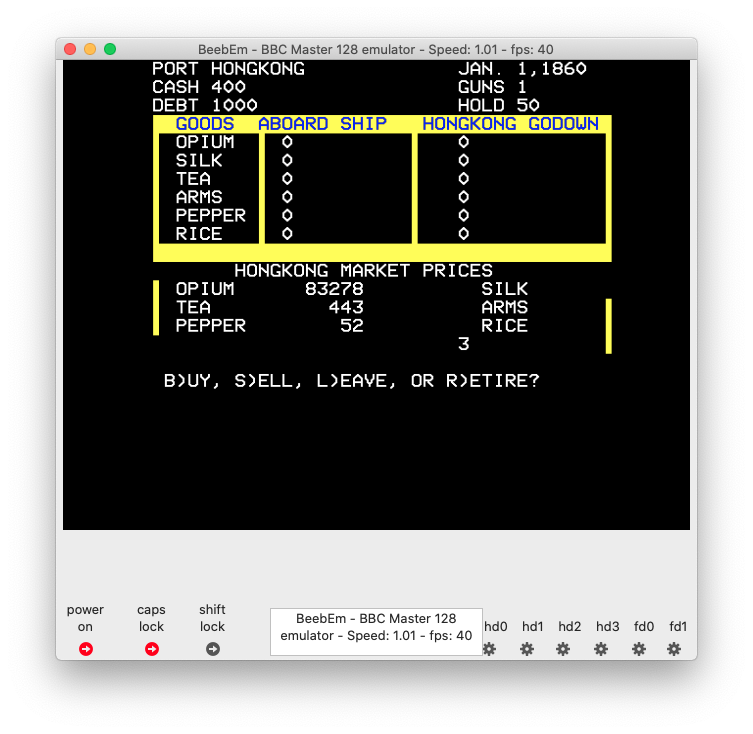 BeebEm - BBC Master 128 emulator - Speed: 1.01 - fps: 40
PORT HONGKONG JAN. 1,1860
CASH 400 GUNS 1
DEBT 1000 HOLD 50
GOODS ABOARD SHIP HONGKONG GODOWN
OPIUM 0 0
SILK 0 0
TEA 0 0
ARMS 0 0
PEPPER 0 0
RICE 0 0
HONGKONG MARKET PRICES
OPIUM 83278 SILK
TEA 443 ARMS
PEPPER 52 RICE
3
B)UY, S)ELL, L)EAVE, OR R)ETIRE?
power on
caps lock
shift lock
BeebEm - BBC Master 128
emulator - Speed: 1.01 - fps: 40
hd0 hd1 hd2 hd3 fd0 fd1